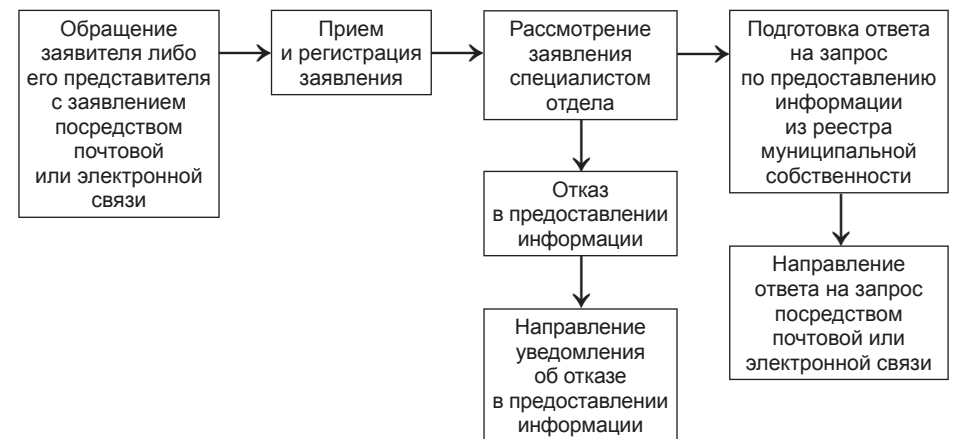 Обращение
заявителя либо
его представителя
с заявлением
посредством
почтовой
или электронной
связи
Прием
и регистрация
заявления
Рассмотрение
заявления
специалистом
отдела
Подготовка ответа
на запрос
по предоставлению
информации
из реестра
муниципальной
собственности
Отказ
в предоставлении
информации
Направление
ответа на запрос
посредством
почтовой или
электронной связи
Направление
уведомления
об отказе
в предоставлении
информации